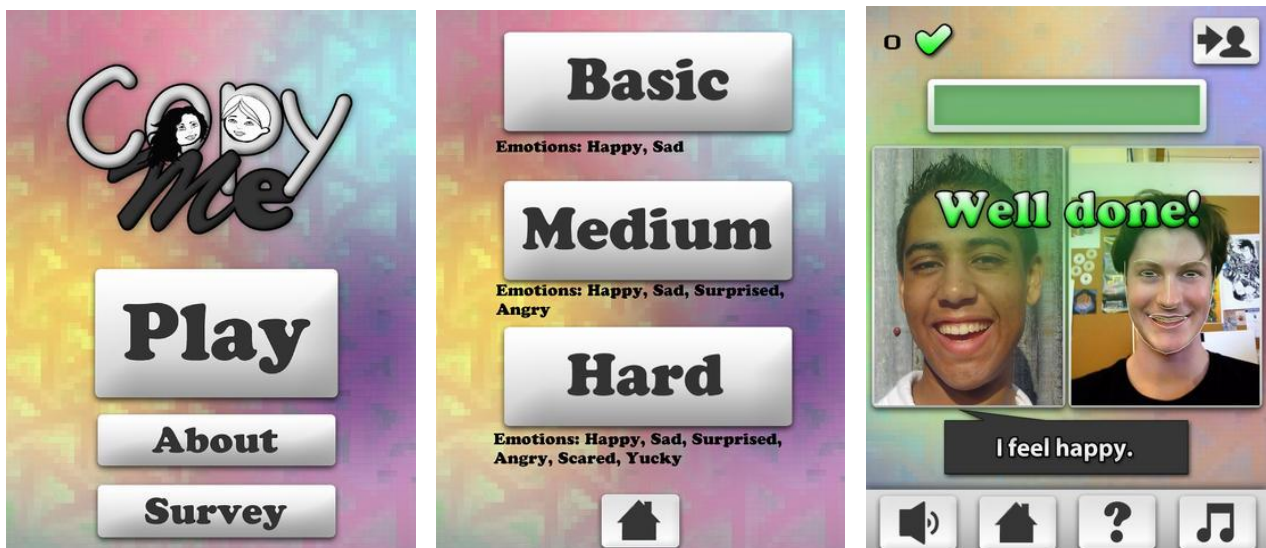 Copy
Me
Play
About
Survey
Basic
Emotions: Happy, Sad
Medium
Emotions: Happy, Sad, Surprised,
Angry
Hard
Emotions: Happy, Sad, Surprised,
Angry, Scared, Yucky
0
Well done!
I feel happy.
?